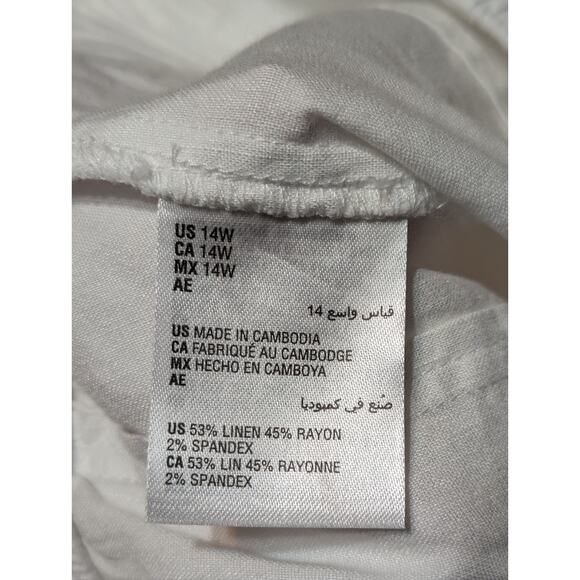 US 14W
CA 14W
MX 14W
AE
قياس واسع 14
US MADE IN CAMBODIA
CA FABRIQUÉ AU CAMBODGE
MX HECHO EN CAMBOYA
AE
صُنع في كمبوديا
US 53% LINEN 45% RAYON
2% SPANDEX
CA 53% LIN 45% RAYONNE
2% SPANDEX